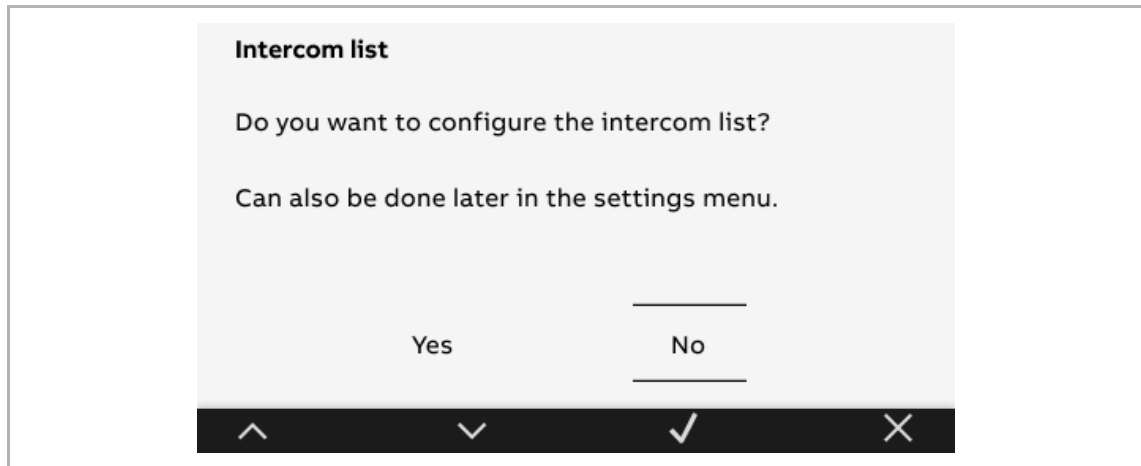 Intercom list
Do you want to configure the intercom list?
Can also be done later in the settings menu.
Yes No